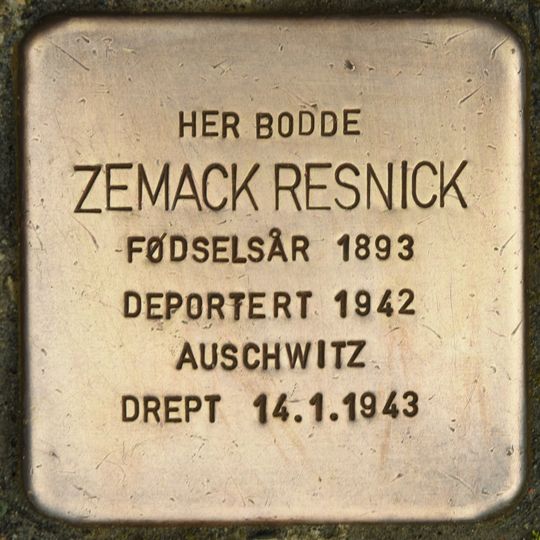 HER BODDE
ZEMACK RESNICK
FØDSELSÅR 1893
DEPORTERT 1942
AUSCHWITZ
DREPT 14.1.1943